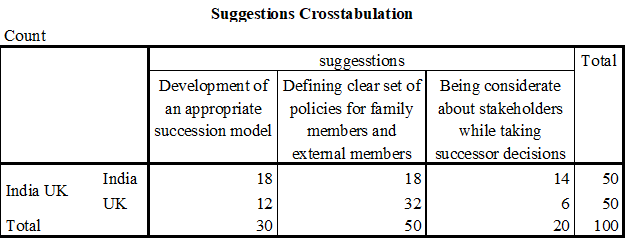 Suggestions Crosstabulation
Count
suggesstions
Total
Development of
an appropriate
succession model
Defining clear set of
policies for family
members and
external members
Being considerate
about stakeholders
while taking
successor decisions
India UK
India 18 18 14 50
UK 12 32 6 50
Total 30 50 20 100